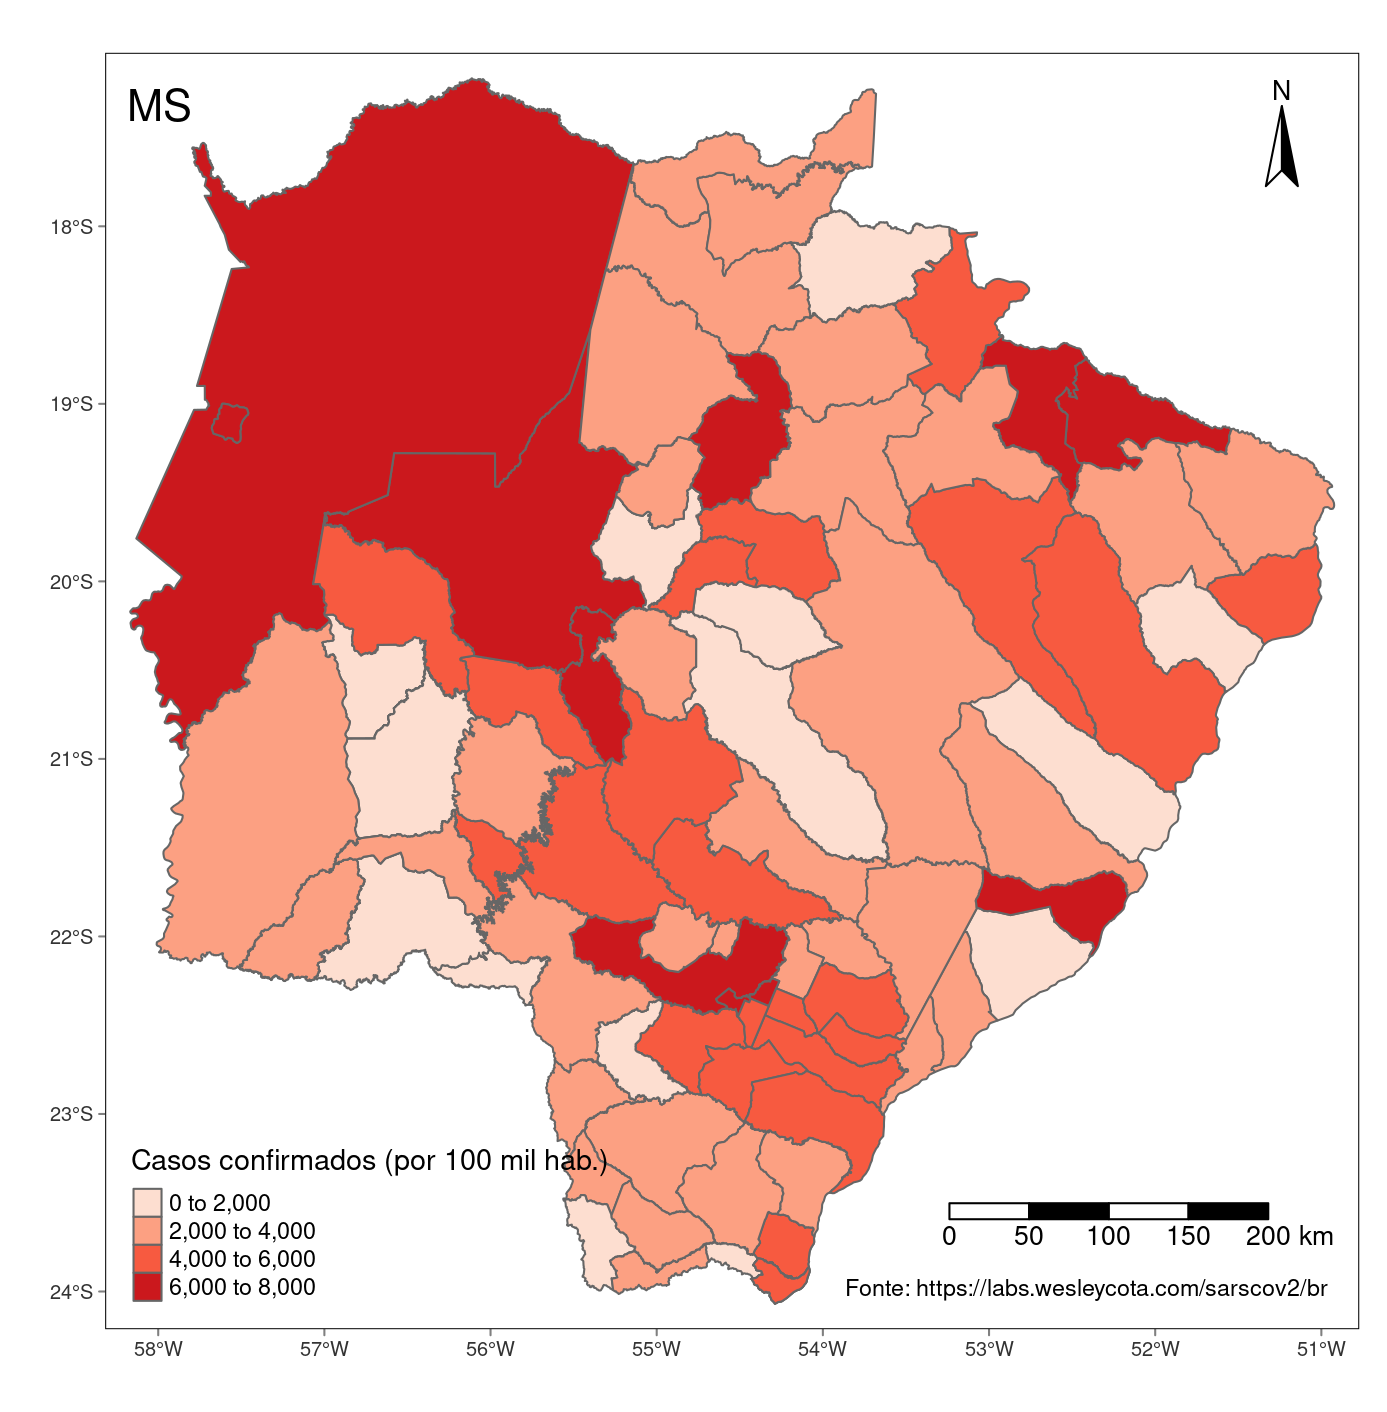 MS
N
18°S
19°S
20°S
21°S
22°S
23°S
24°S
Casos confirmados (por 100 mil hab.)
0 to 2,000
2,000 to 4,000
4,000 to 6,000
6,000 to 8,000
0 50 100 150 200 km
Fonte: https://labs.wesleycota.com/sarscov2/br
58°W 57°W 56°W 55°W 54°W 53°W 52°W 51°W